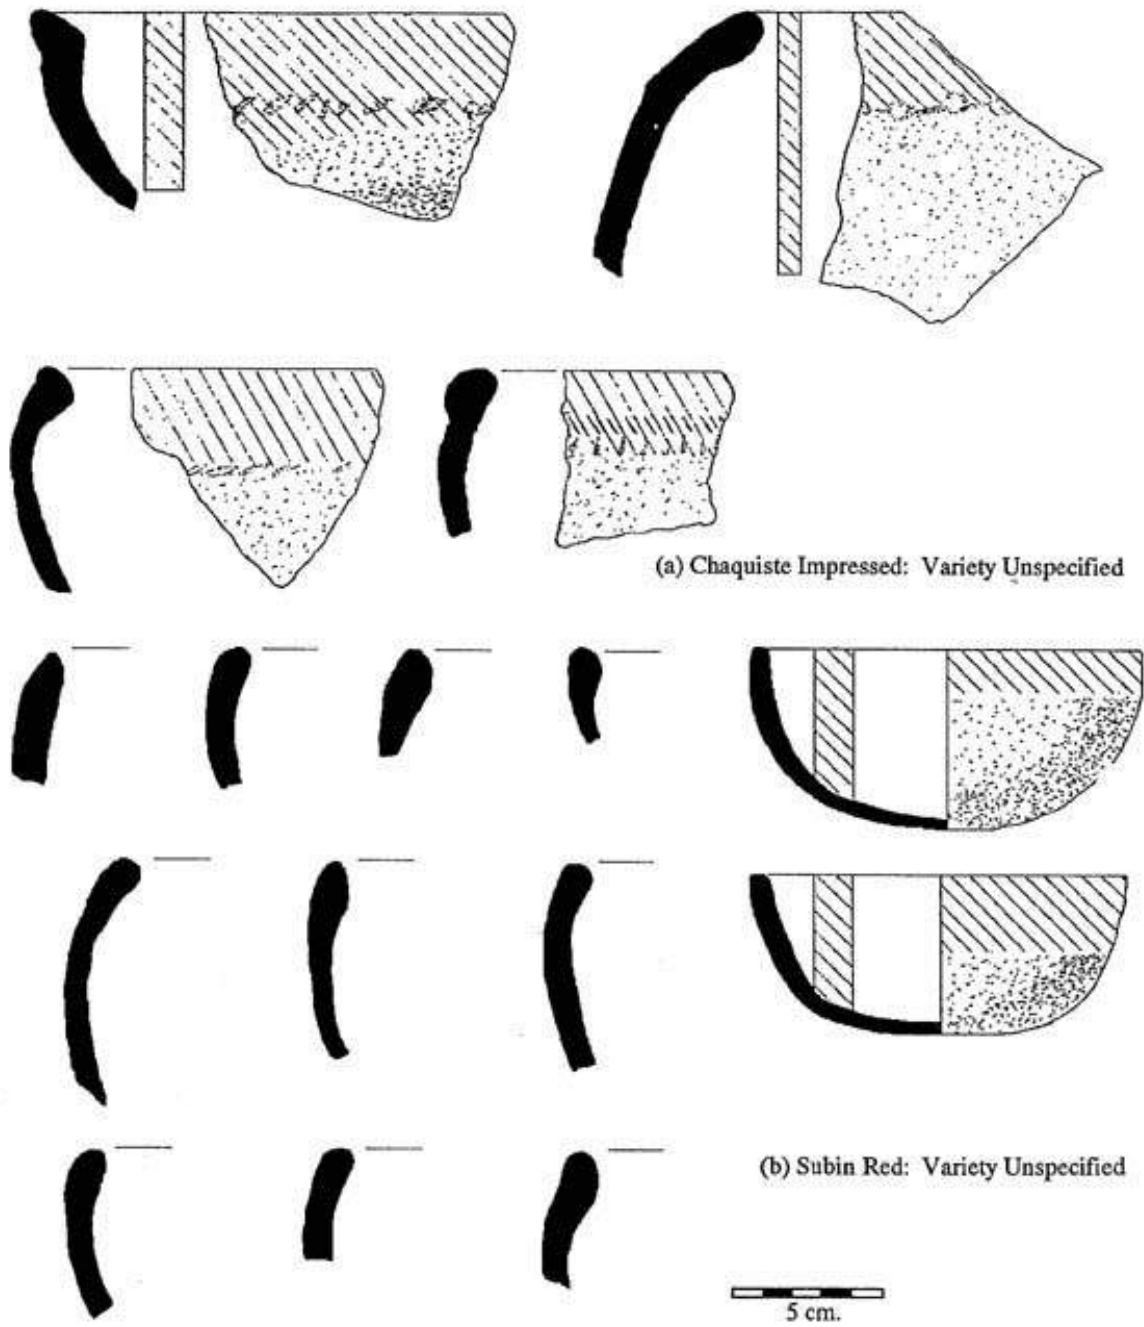 (a) Chaquiste Impressed: Variety Unspecified
(b) Subin Red: Variety Unspecified
5 cm.